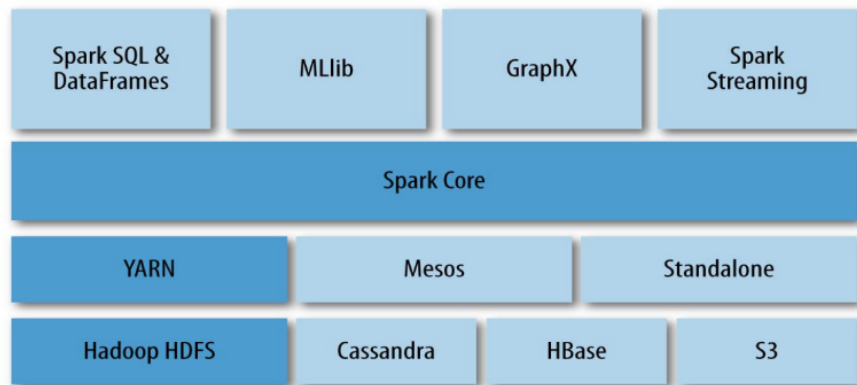 Spark SQL &
DataFrames
MLlib
GraphX
Spark
Streaming
Spark Core
YARN
Mesos
Standalone
Hadoop HDFS
Cassandra
HBase
S3